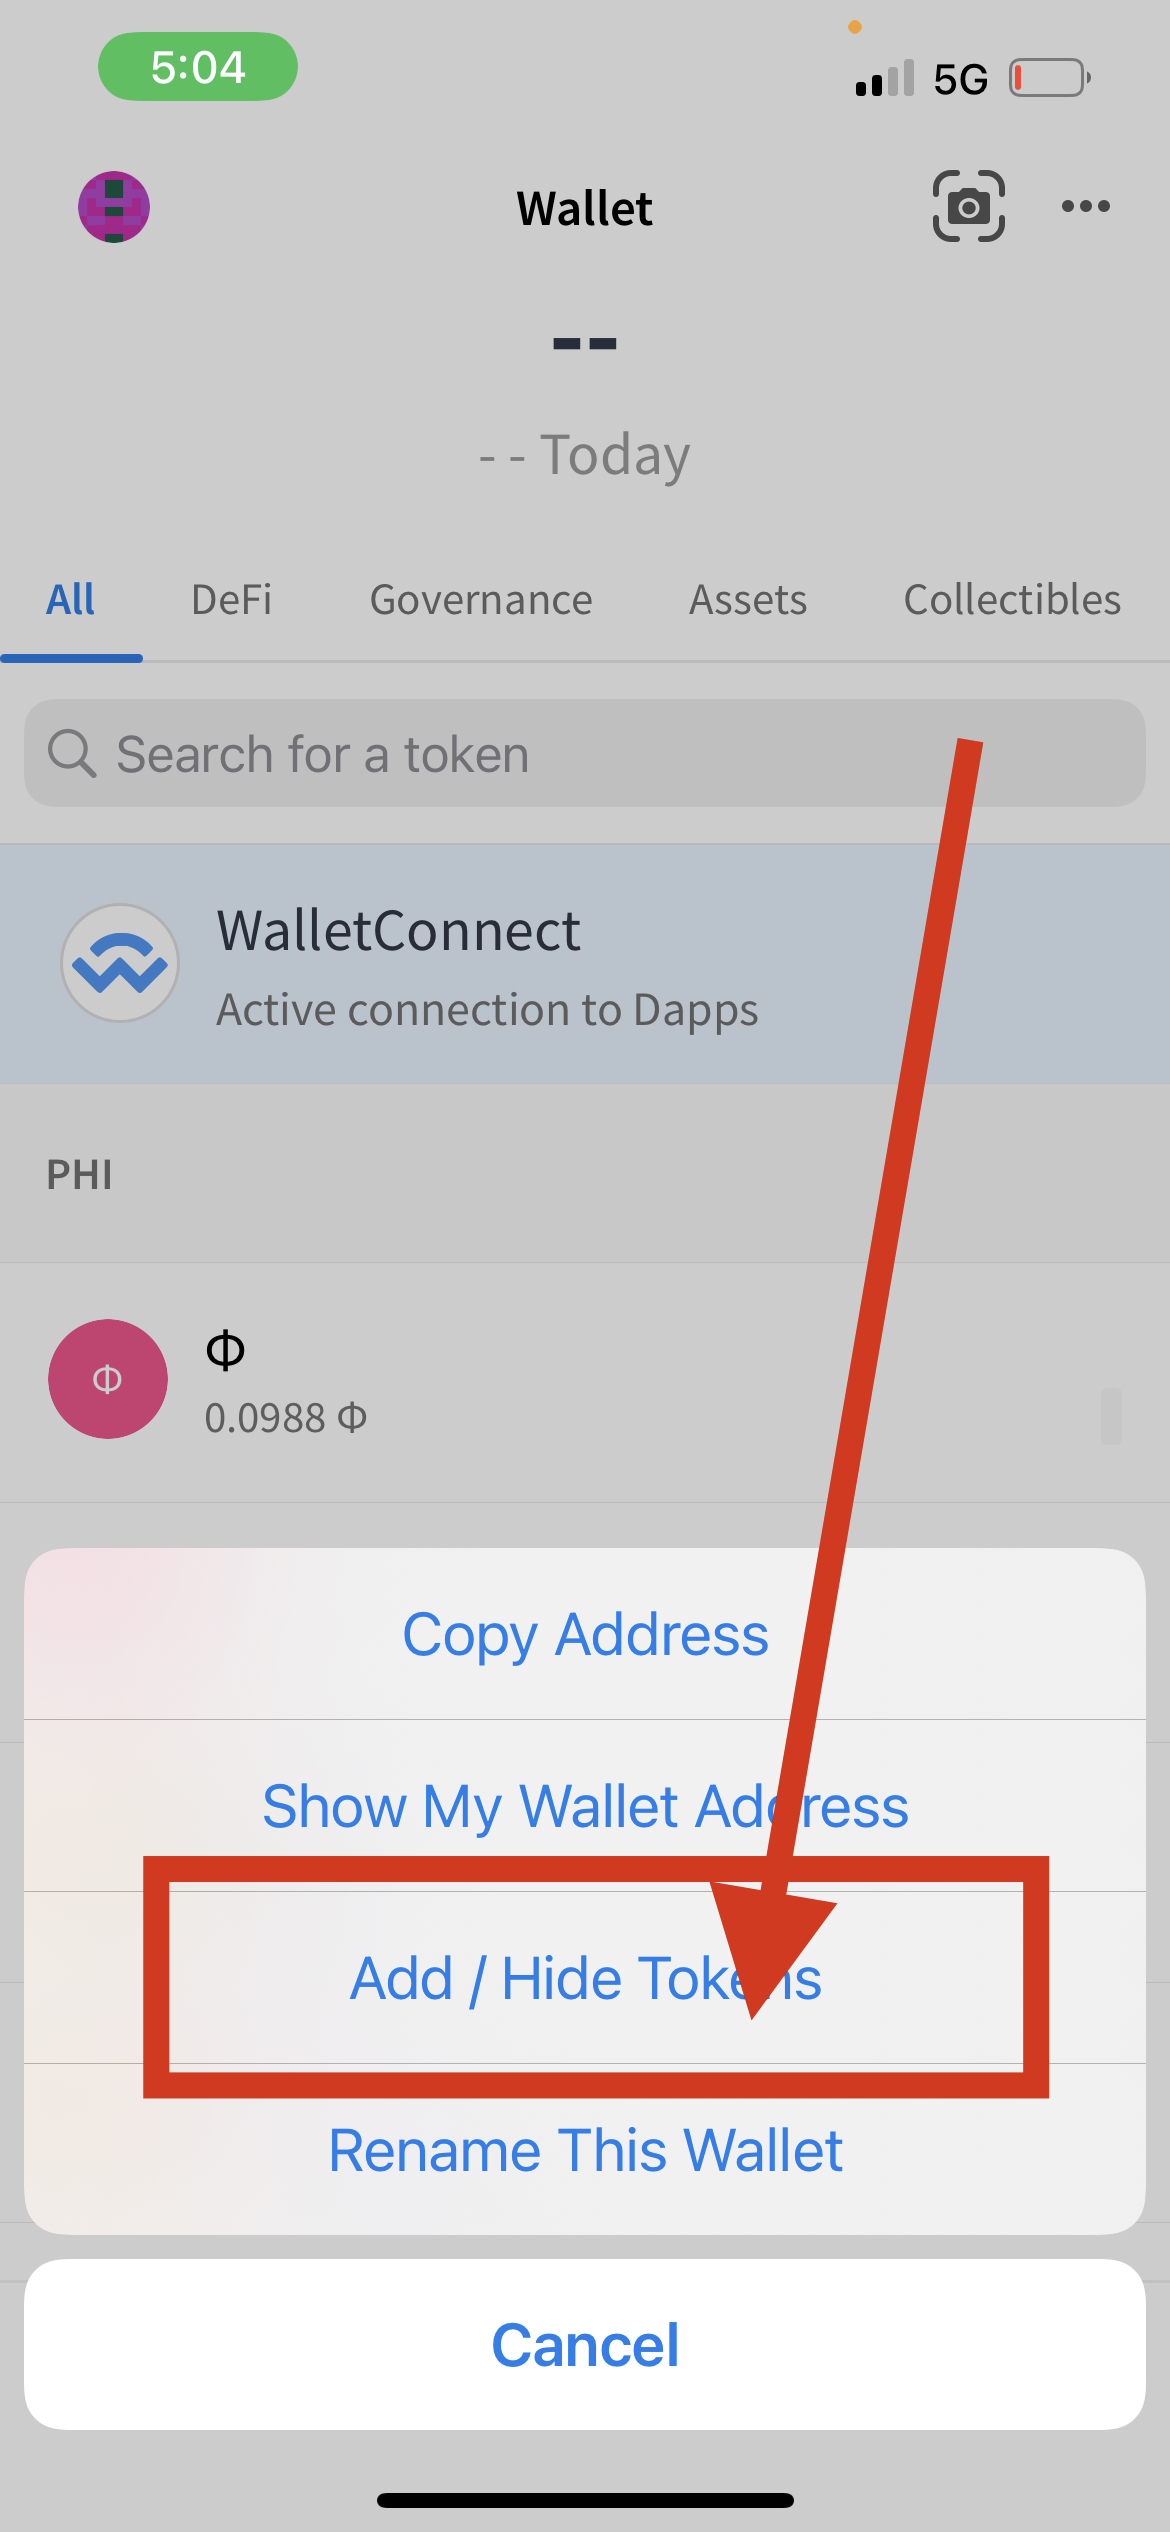 5:04
5G
Wallet
--
- - Today
All DeFi Governance Assets Collectibles
Search for a token
WalletConnect
Active connection to Dapps
PHI
Φ
Φ
0.0988 Φ
Copy Address
Show My Wallet Address
Add / Hide Tokens
Rename This Wallet
Cancel